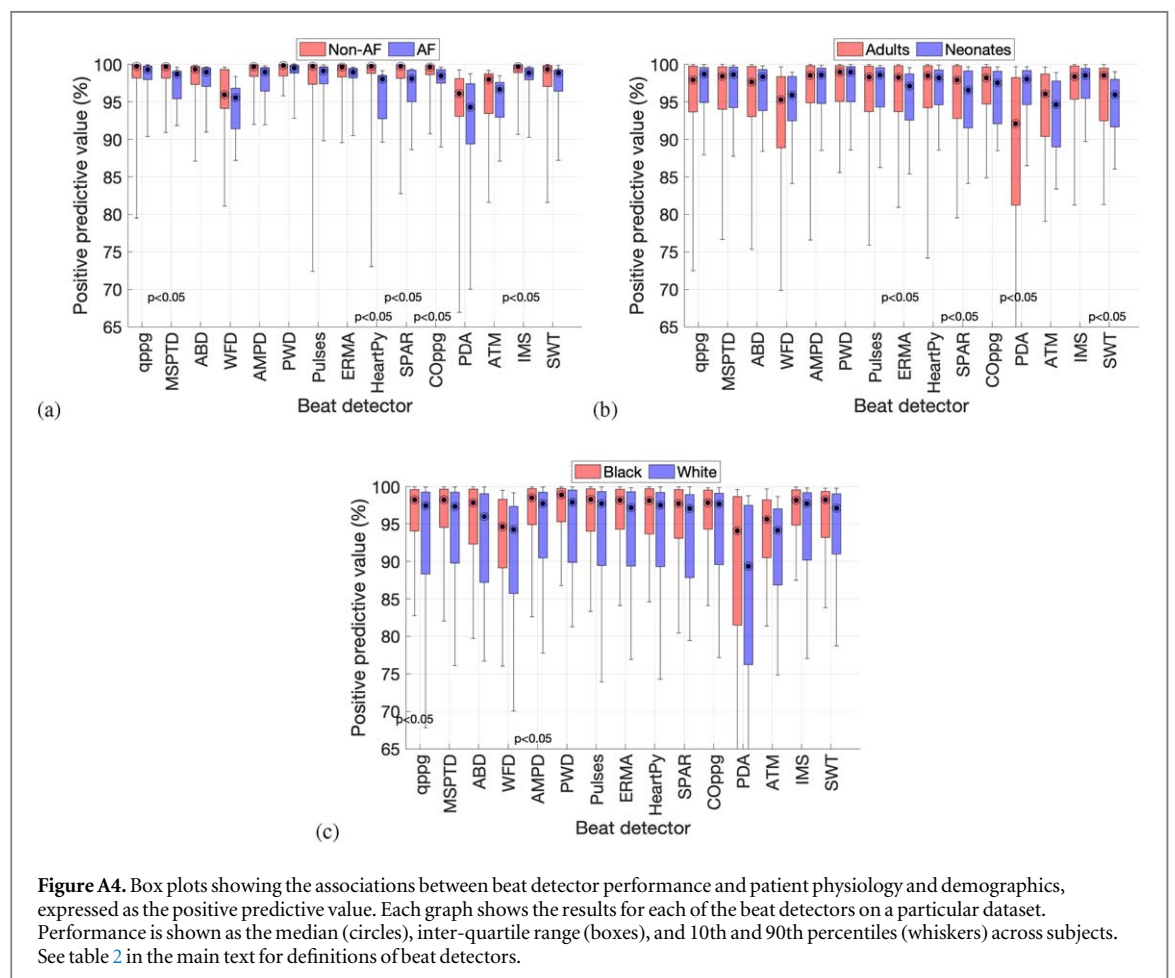 Non-AF AF
Positive predictive value (%)
100
95
90
85
80
75
70
65
p<0.05 p<0.05 p<0.05
p<0.05 p<0.05
qppg MSPTD ABD WFD AMPD PWD Pulses ERMA HeartPy SPAR COppg PDA ATM IMS SWT
Beat detector
(a)
Adults Neonates
Positive predictive value (%)
100
95
90
85
80
75
70
65
p<0.05 p<0.05
p<0.05 p<0.05
qppg MSPTD ABD WFD AMPD PWD Pulses ERMA HeartPy SPAR COppg PDA ATM IMS SWT
Beat detector
(b)
Black White
Positive predictive value (%)
100
95
90
85
80
75
70
65
p<0.05
p<0.05
qppg MSPTD ABD WFD AMPD PWD Pulses ERMA HeartPy SPAR COppg PDA ATM IMS SWT
Beat detector
(c)
Figure A4. Box plots showing the associations between beat detector performance and patient physiology and demographics,
expressed as the positive predictive value. Each graph shows the results for each of the beat detectors on a particular dataset.
Performance is shown as the median (circles), inter-quartile range (boxes), and 10th and 90th percentiles (whiskers) across subjects.
See table 2 in the main text for definitions of beat detectors.